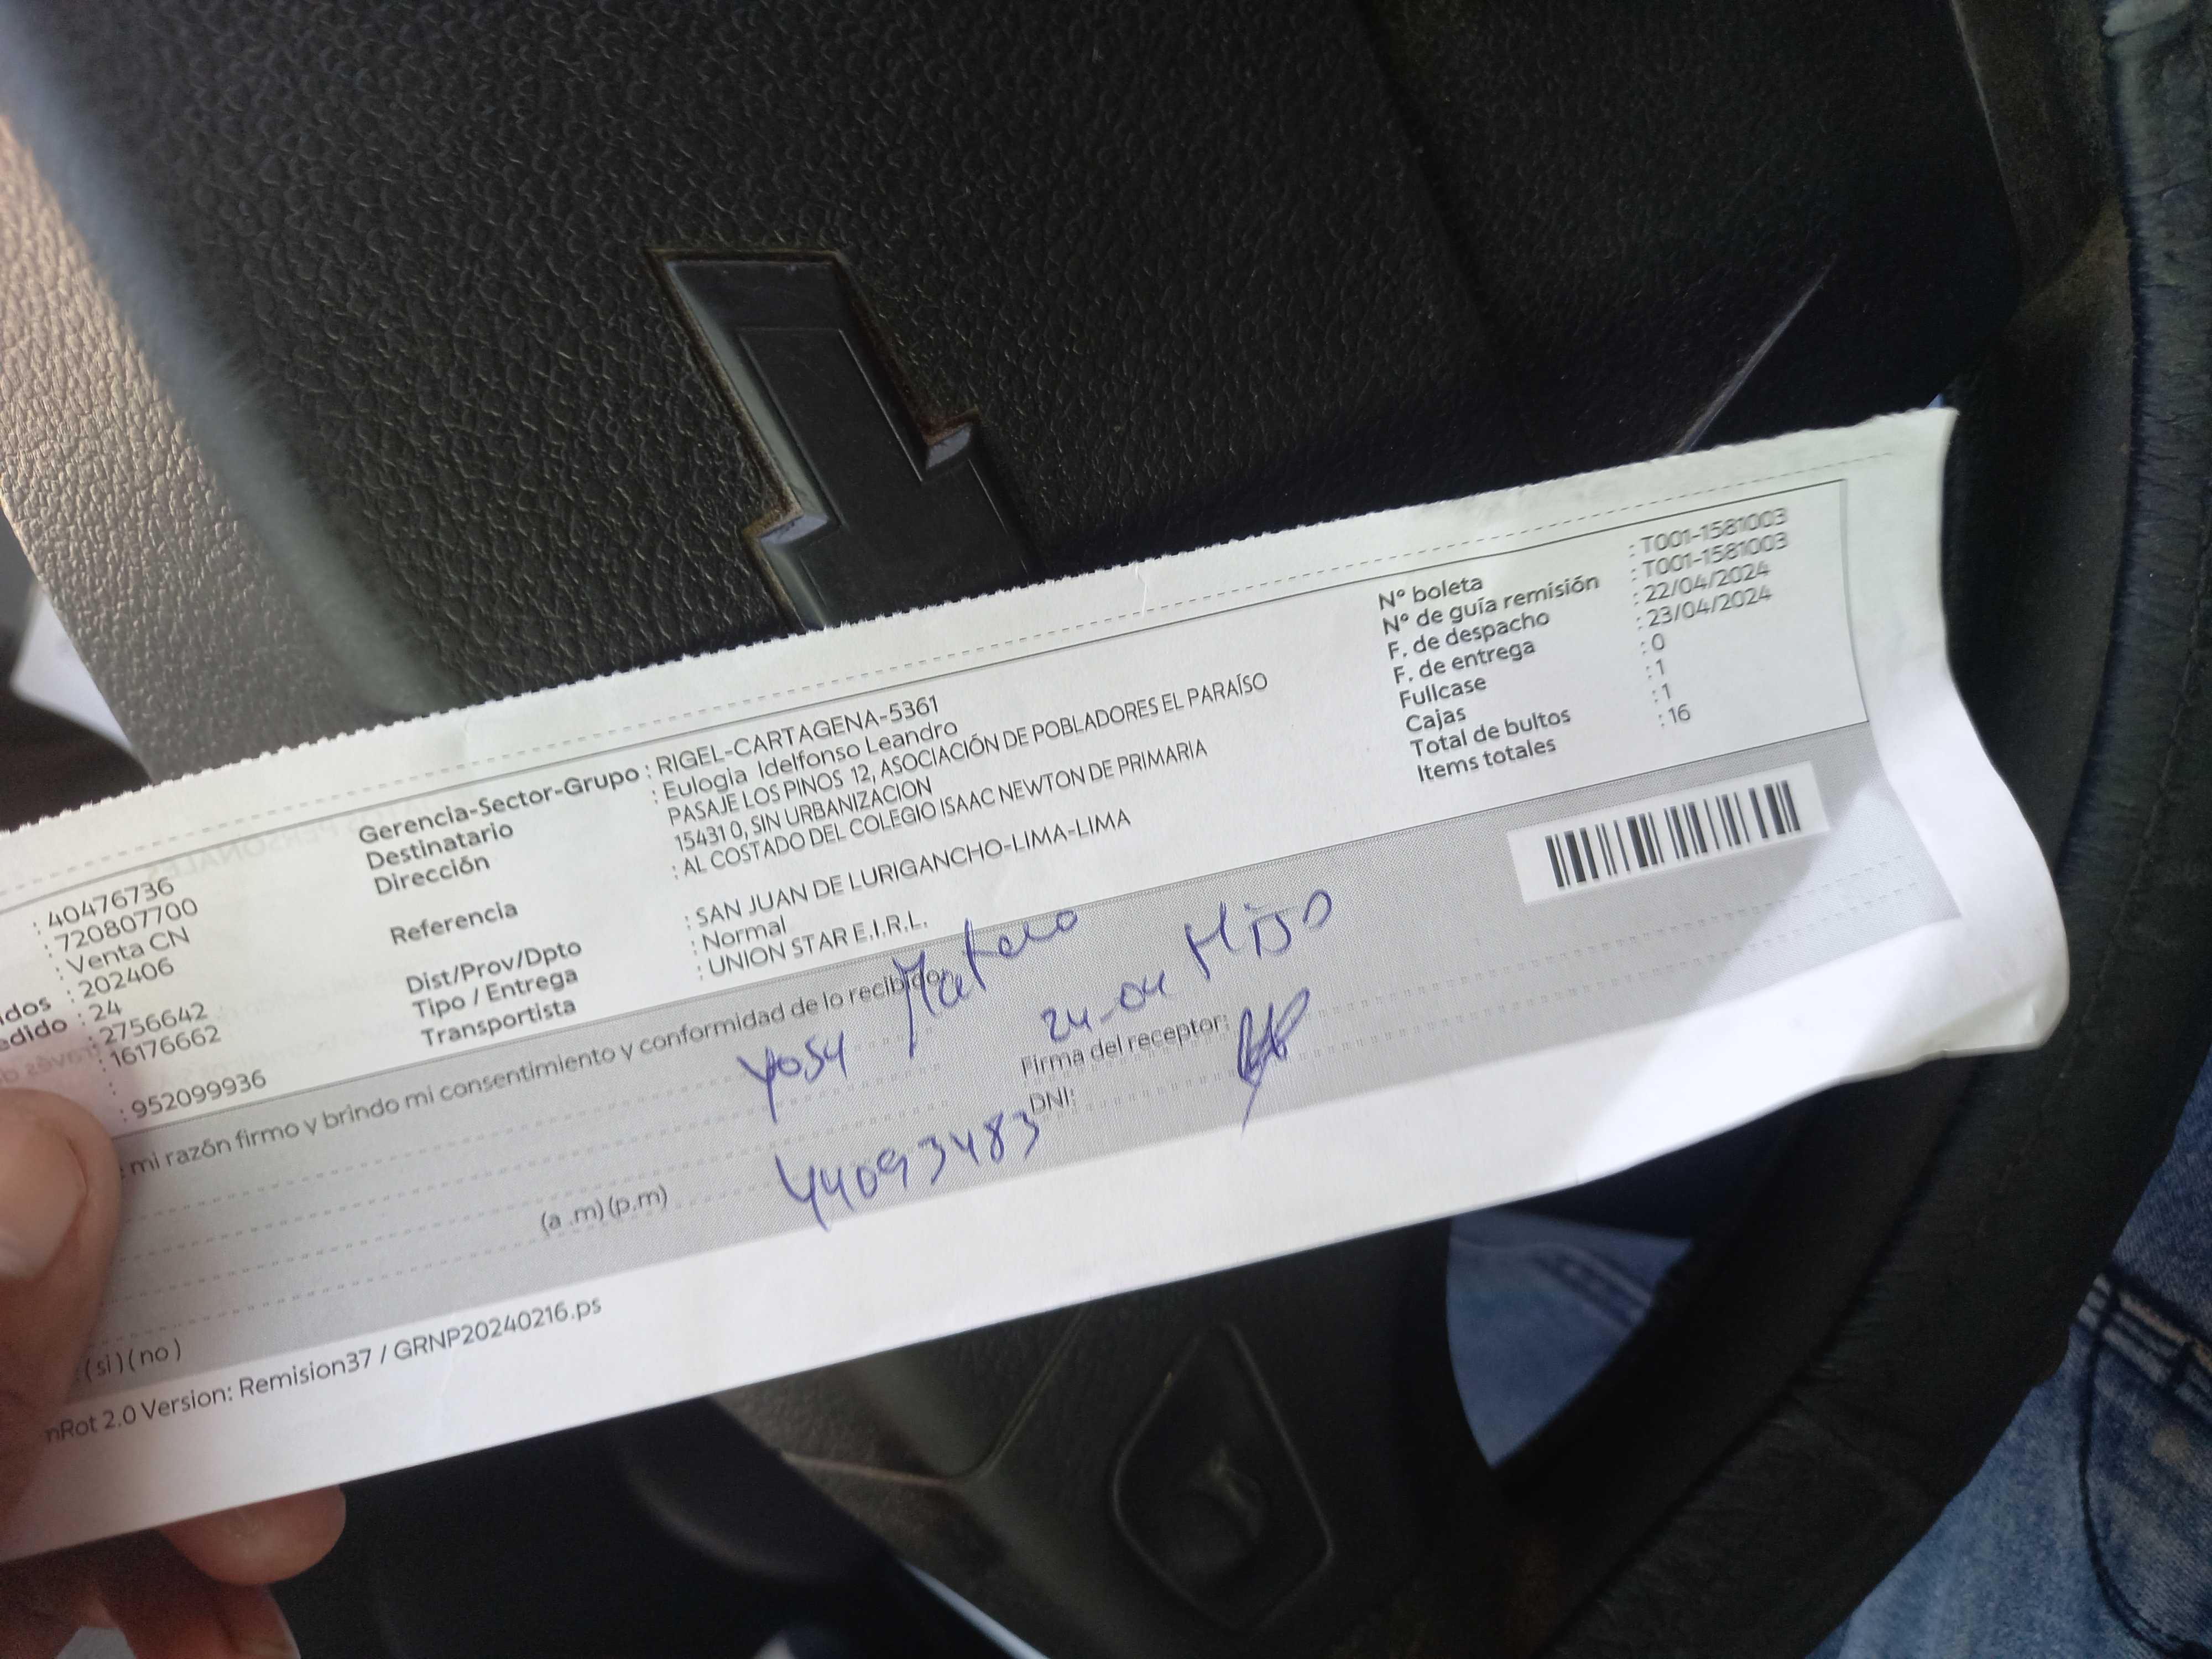 : 40476736
: 720807700
: Venta CN
: 202406
: 24
: 2756642
: 16176662
:
: 952099936
Gerencia-Sector-Grupo : RIGEL-CARTAGENA-5361
Destinatario : Eulogia Idelfonso Leandro
Dirección PASAJE LOS PINOS 12, ASOCIACIÓN DE POBLADORES EL PARAÍSO
15431 0, SIN URBANIZACION
Referencia : AL COSTADO DEL COLEGIO ISAAC NEWTON DE PRIMARIA
Dist/Prov/Dpto : SAN JUAN DE LURIGANCHO-LIMA-LIMA
Tipo / Entrega : Normal
Transportista : UNION STAR E.I.R.L.
N° boleta : T001-1581003
N° de guía remisión : T001-1581003
F. de despacho : 22/04/2024
F. de entrega : 23/04/2024
Fullcase : 0
Cajas : 1
Total de bultos : 1
Items totales : 16
mi razón firmo y brindo mi consentimiento y conformidad de lo recibido
Yosy
24-04 HIJO
Firma del receptor:
DNI:
44093483
(a .m) (p.m)
(si) (no)
nRot 2.0 Version: Remision37 / GRNP20240216.ps